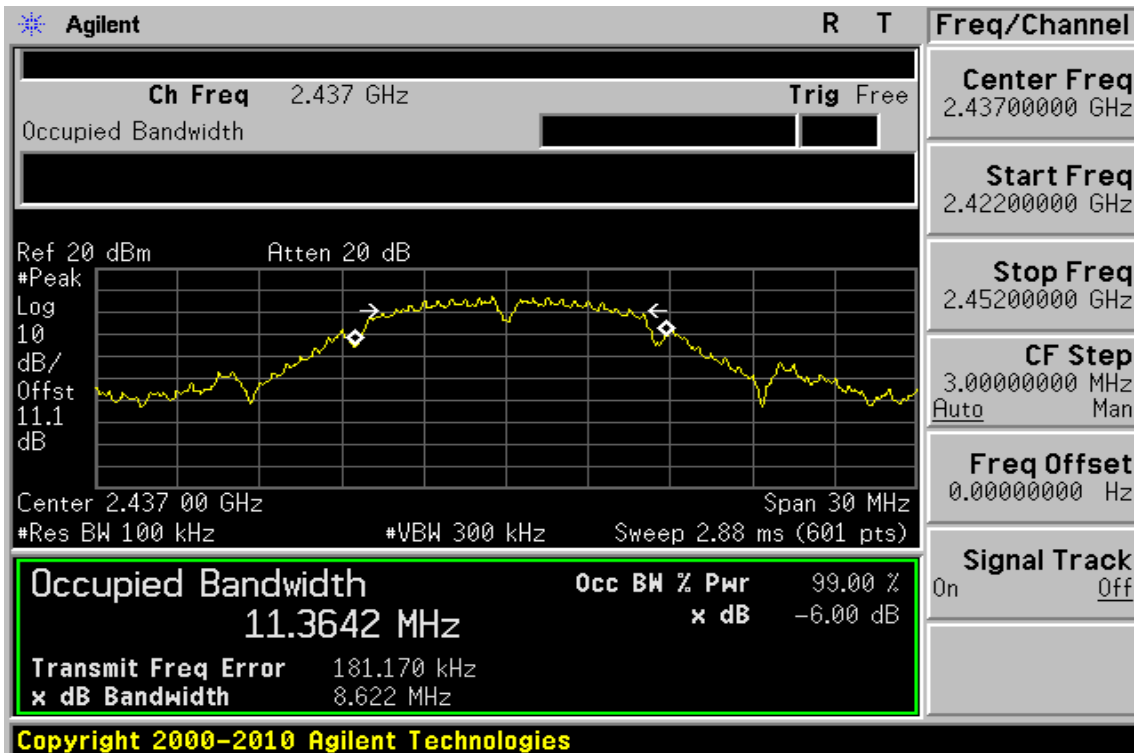 Agilent R T Freq/Channel
Ch Freq 2.437 GHz Trig Free
Occupied Bandwidth
Center Freq
2.43700000 GHz
Start Freq
2.42200000 GHz
Stop Freq
2.45200000 GHz
CF Step
3.00000000 MHz
Auto Man
Freq Offset
0.00000000 Hz
Signal Track
On Off
Ref 20 dBm Atten 20 dB
#Peak
Log
10
dB/
Offst
11.1
dB
Center 2.437 00 GHz Span 30 MHz
#Res BW 100 kHz #VBW 300 kHz Sweep 2.88 ms (601 pts)
Occupied Bandwidth Occ BW % Pwr 99.00 %
11.3642 MHz x dB -6.00 dB
Transmit Freq Error 181.170 kHz
x dB Bandwidth 8.622 MHz
Copyright 2000-2010 Agilent Technologies